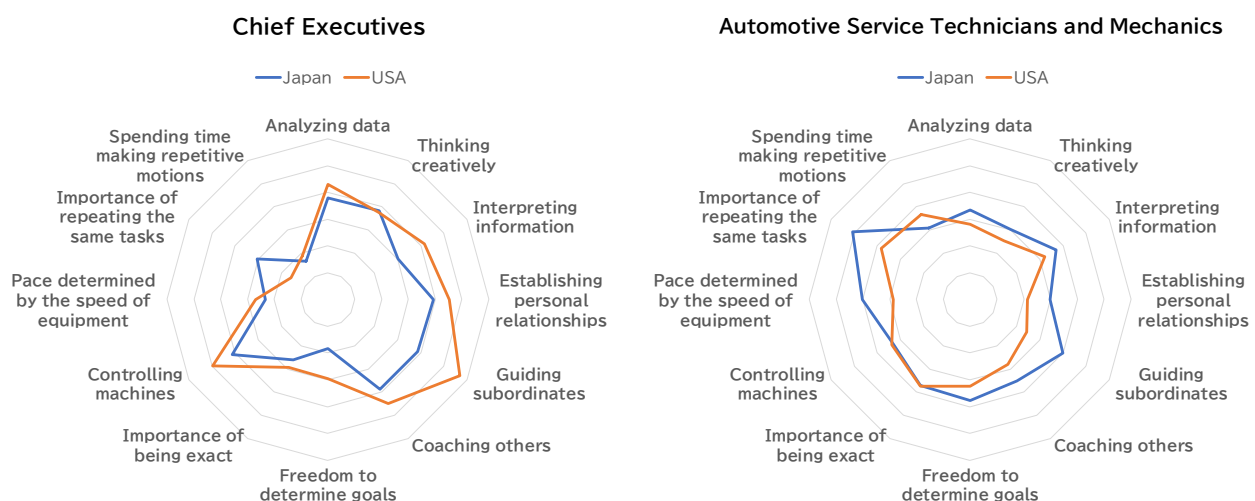 Chief Executives
Japan
USA
Analyzing data
Thinking
creatively
Interpreting
information
Establishing
personal
relationships
Guiding
subordinates
Coaching others
Freedom to
determine goals
Importance of
being exact
Controlling
machines
Pace determined
by the speed of
equipment
Importance of
repeating the
same tasks
Spending time
making repetitive
motions
Automotive Service Technicians and Mechanics
Japan
USA
Analyzing data
Thinking
creatively
Interpreting
information
Establishing
personal
relationships
Guiding
subordinates
Coaching others
Freedom to
determine goals
Importance of
being exact
Controlling
machines
Pace determined
by the speed of
equipment
Importance of
repeating the
same tasks
Spending time
making repetitive
motions